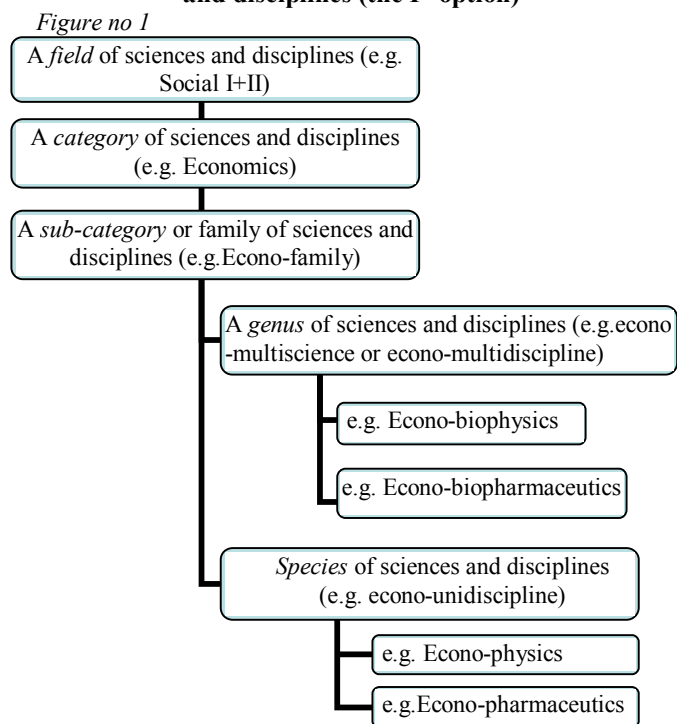 and disciplines (the I option)
Figure no 1
A field of sciences and disciplines (e.g.
Social I+II)
A category of sciences and disciplines
(e.g. Economics)
A sub-category or family of sciences and
disciplines (e.g.Econo-family)
A genus of sciences and disciplines (e.g.econo
-multiscience or econo-multidiscipline)
e.g. Econo-biophysics
e.g. Econo-biopharmaceutics
Species of sciences and disciplines
(e.g. econo-unidiscipline)
e.g. Econo-physics
e.g.Econo-pharmaceutics